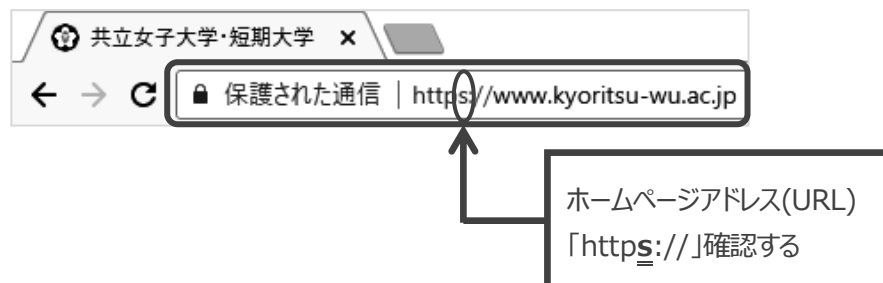 共立女子大学・短期大学 ×
保護された通信 | https://www.kyoritsu-wu.ac.jp
ホームページアドレス(URL)
「https://」確認する